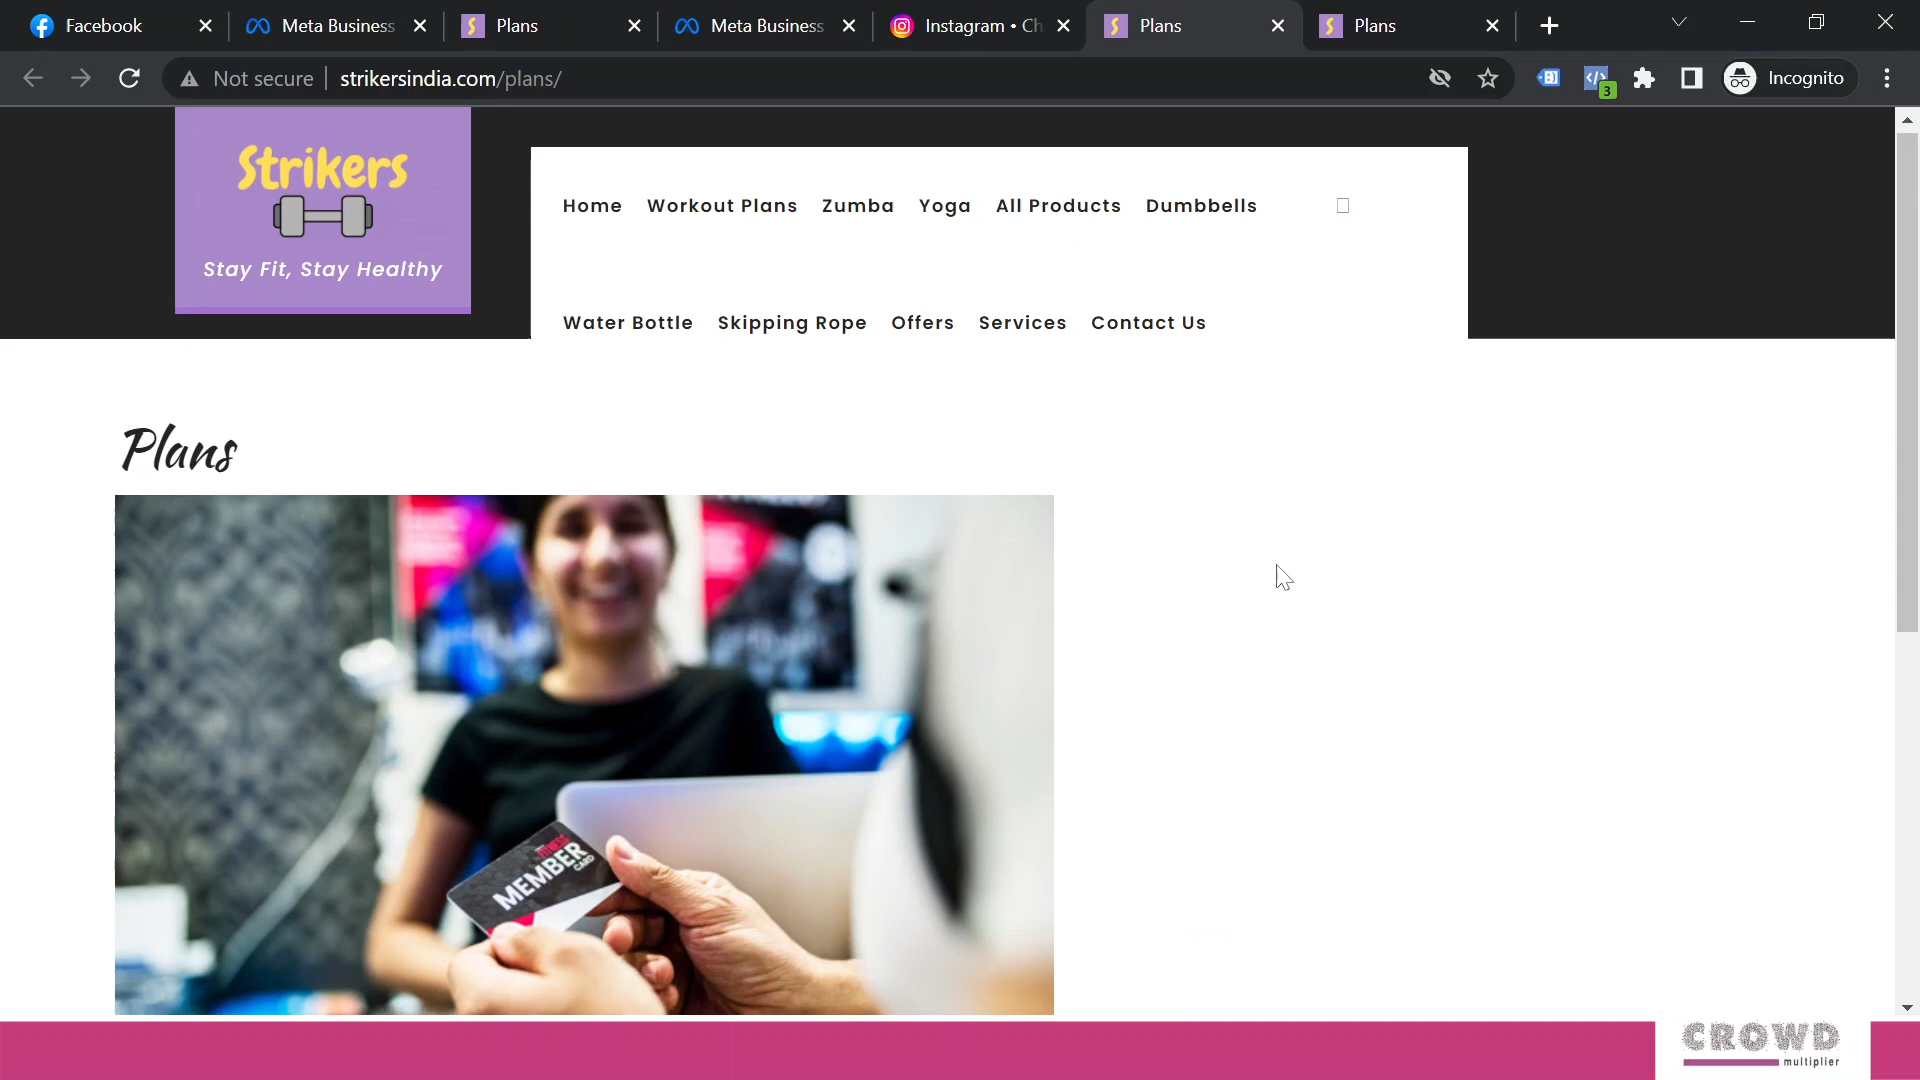 Facebook
Meta Business
Plans
Meta Business
Instagram • Ch
Plans
Plans
Not secure
strikersindia.com/plans/
3
Incognito
Strikers
Stay Fit, Stay Healthy
Home Workout Plans Zumba Yoga All Products Dumbbells
Water Bottle Skipping Rope Offers Services Contact Us
Plans
MEMBER
CARD
CROWD
multiplier